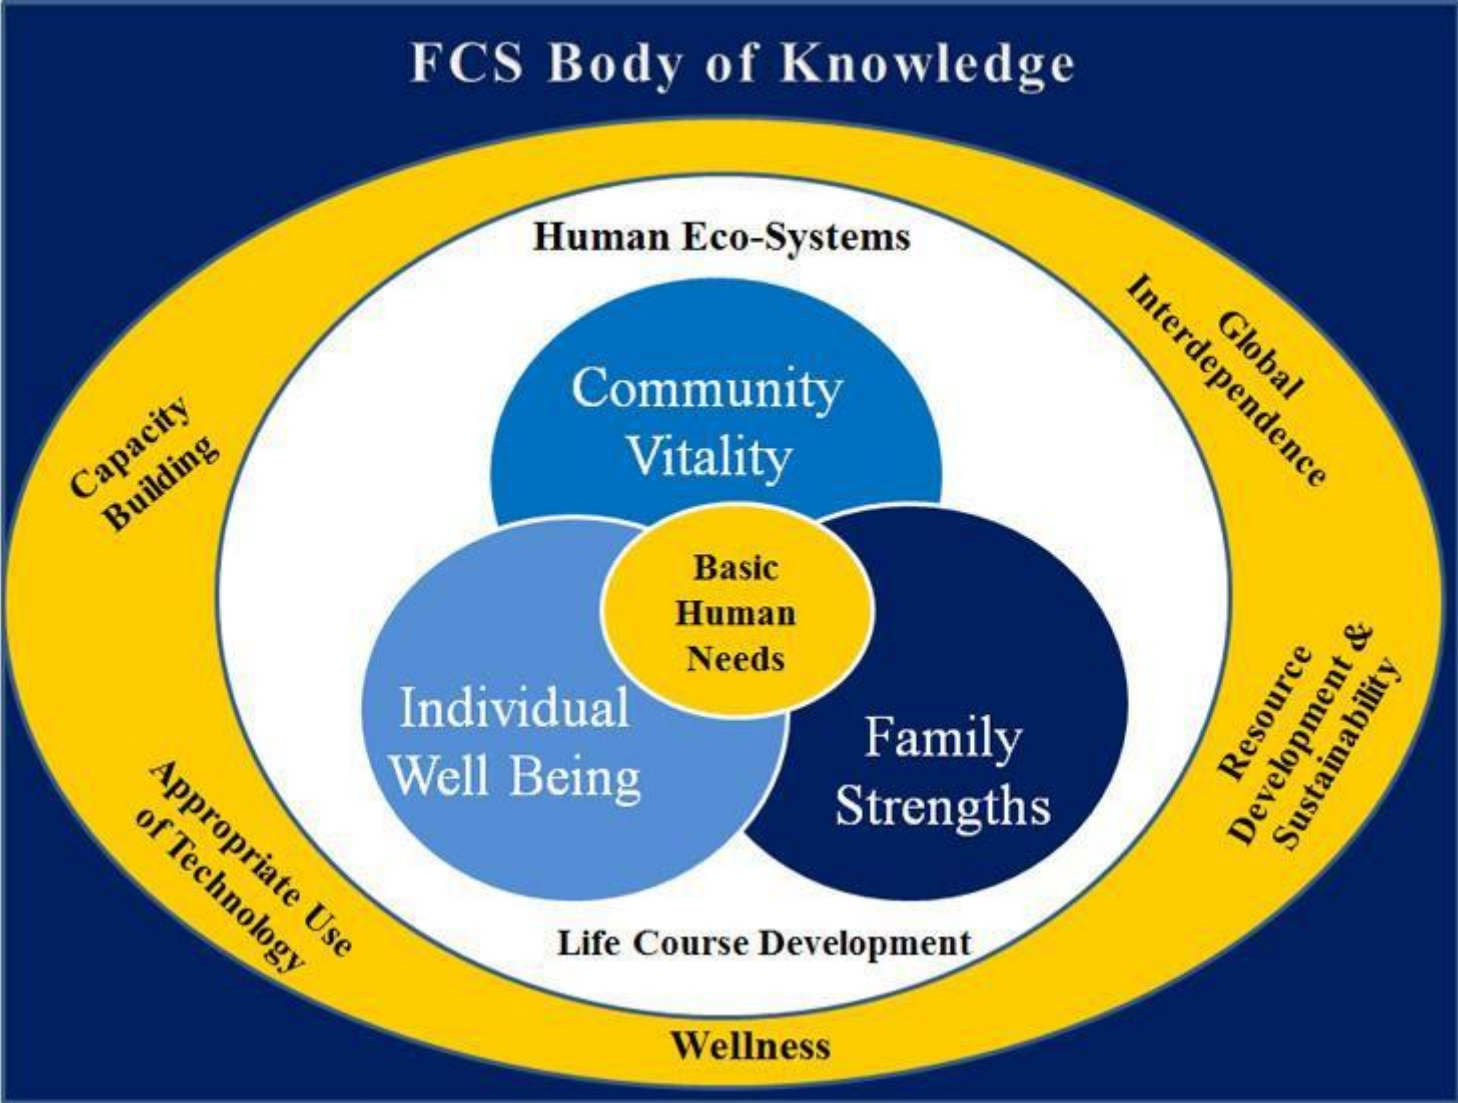 FCS Body of Knowledge
Human Eco-Systems
Global
Interdependence
Community
Vitality
Capacity
Building
Basic
Human
Needs
Individual
Well Being
Family
Strengths
Resource
Development &
Sustainability
Appropriate Use
of Technology
Life Course Development
Wellness